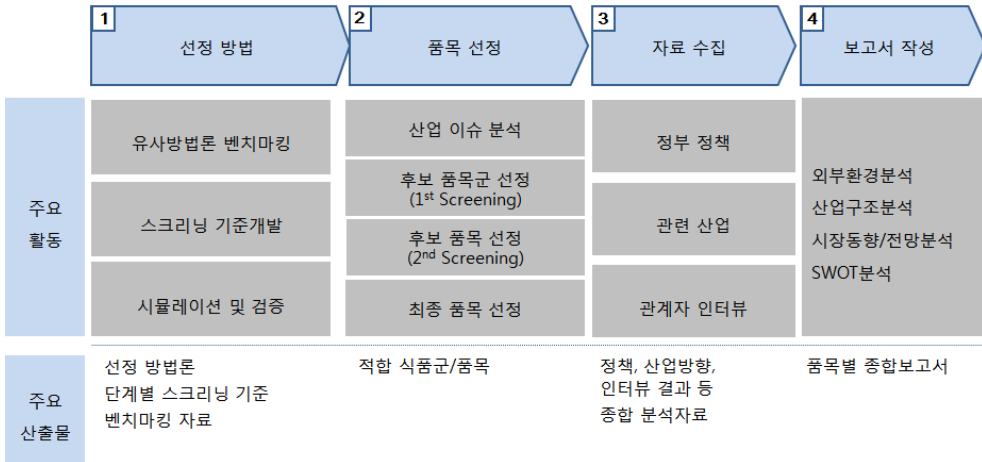 1
선정 방법
2
품목 선정
3
자료 수집
4
보고서 작성
주요
활동
유사방법론 벤치마킹
스크리닝 기준개발
시뮬레이션 및 검증
산업 이슈 분석
후보 품목군 선정
(1st Screening)
후보 품목 선정
(2nd Screening)
최종 품목 선정
정부 정책
관련 산업
관계자 인터뷰
외부환경분석
산업구조분석
시장동향/전망분석
SWOT분석
주요
산출물
선정 방법론
단계별 스크리닝 기준
벤치마킹 자료
적합 식품군/품목
정책, 산업방향,
인터뷰 결과 등
종합 분석자료
품목별 종합보고서